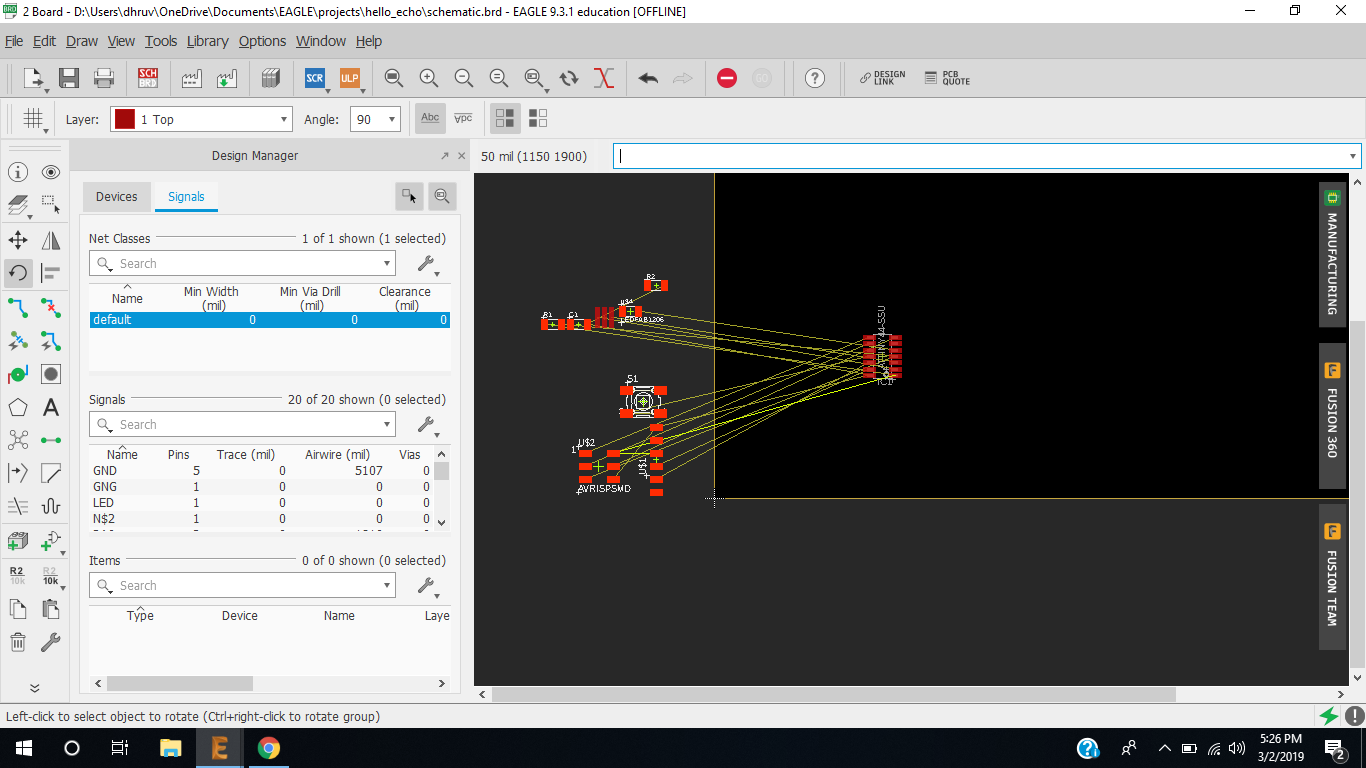 2 Board - D:\Users\dhruv\OneDrive\Documents\EAGLE\projects\hello_echo\schematic.brd - EAGLE 9.3.1 education [OFFLINE]
File Edit Draw View Tools Library Options Window Help
SCH BRD SCR ULP GO DESIGN LINK PCB QUOTE
Layer: 1 Top Angle: 90 Abc Abc
Design Manager
50 mil (1150 1900)
Devices Signals
Net Classes 1 of 1 shown (1 selected)
Search
Name Min Width (mil) Min Via Drill (mil) Clearance (mil)
default 0 0 0
Signals 20 of 20 shown (0 selected)
Search
Name Pins Trace (mil) Airwire (mil) Vias
GND 5 0 5107 0
GNG 1 0 0 0
LED 1 0 0 0
N$2 1 0 0 0
Items 0 of 0 shown (0 selected)
Search
Type Device Name Laye
R2
10k
R2
10k
R2
R1 C1
LEDFAB1206
S1
U$2
1
U$1
AVRISPSMD
MANUFACTURING
FUSION 360
FUSION TEAM
Left-click to select object to rotate (Ctrl+right-click to rotate group)
5:26 PM
3/2/2019
2